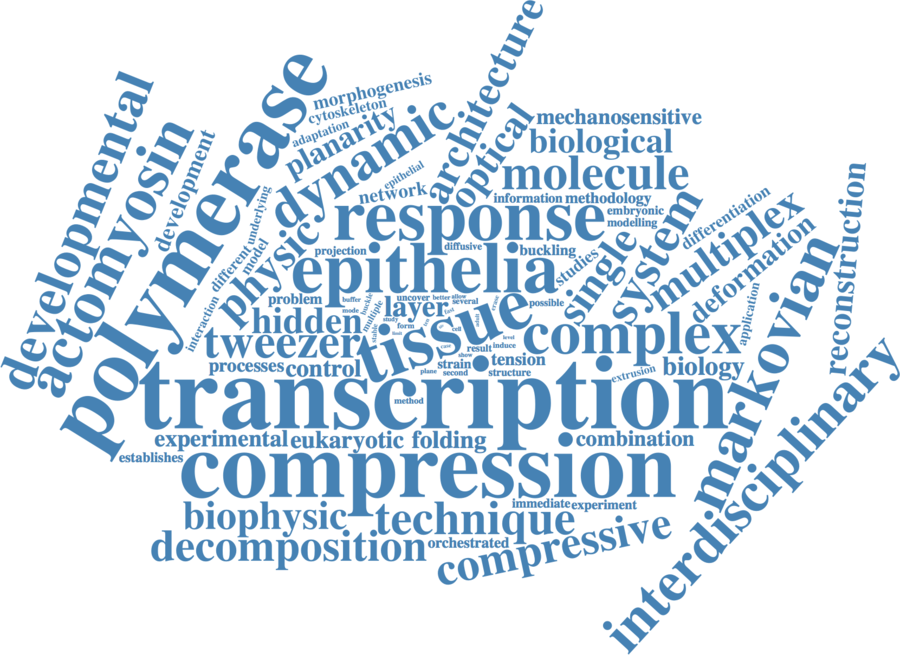 developmental
actomyosin
development
polymerase
morphogenesis
cytoskeleton
adaptation
planarity
dynamic
architecture
optical
mechanosensitive
biological
molecule
epithelial
network
information
methodology
embryonic
modelling
response
underlying
different
model
interaction
physic
projection
diffusive
buckling
epithelia
studies
single
system
differentiation
multiplex
deformation
application
reconstruction
markovian
interdisciplinary
problem
buffer
mode
buckle
multiple
uncover
better
allow
several
erase
possible
hidden
layer
tissue
tweezer
stable
study
form
complex
processes
control
result
induce
level
show
strain
tension
plane
second
structure
extrusion
biology
transcription
method
experimental
eukaryotic
folding
combination
establishes
compression
immediate
experiment
biophysic
technique
decomposition
orchestrated
compressive